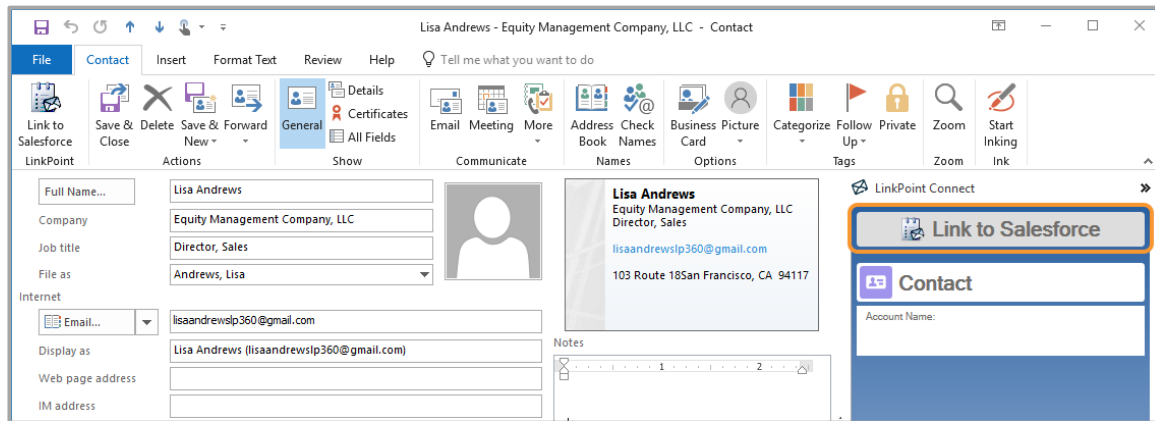 Lisa Andrews - Equity Management Company, LLC - Contact
File Contact Insert Format Text Review Help Tell me what you want to do
Link to Salesforce
Save & Close
Delete
Save & New
Forward
General
Details
Certificates
All Fields
Email
Meeting
More
Address Book
Check Names
Business Card
Picture
Categorize
Follow Up
Private
Zoom
Start Inking
LinkPoint Actions Show Communicate Names Options Tags Zoom Ink
Full Name... Lisa Andrews
Company Equity Management Company, LLC
Job title Director, Sales
File as Andrews, Lisa
Internet
Email... lisaandrewslp360@gmail.com
Display as Lisa Andrews (lisaandrewslp360@gmail.com)
Web page address
IM address
Lisa Andrews
Equity Management Company, LLC
Director, Sales
lisaandrewslp360@gmail.com
103 Route 18San Francisco, CA 94117
Notes
1 2
LinkPoint Connect
Link to Salesforce
Contact
Account Name: